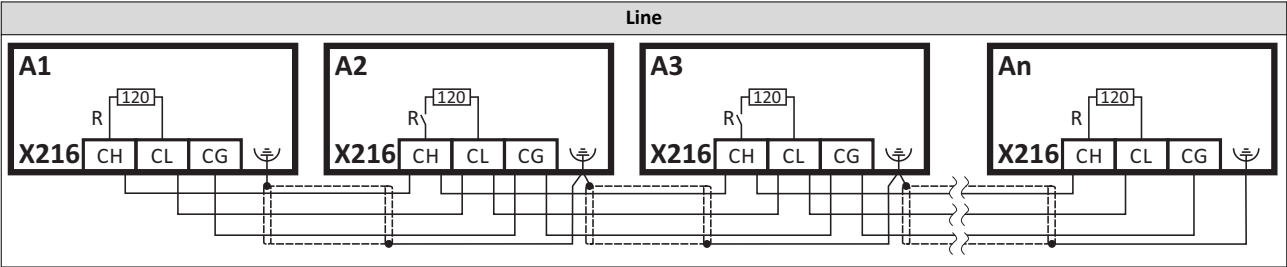 Line
A1 A2 A3 An
120 120 120 120
R R R R
X216 CH CL CG X216 CH CL CG X216 CH CL CG X216 CH CL CG